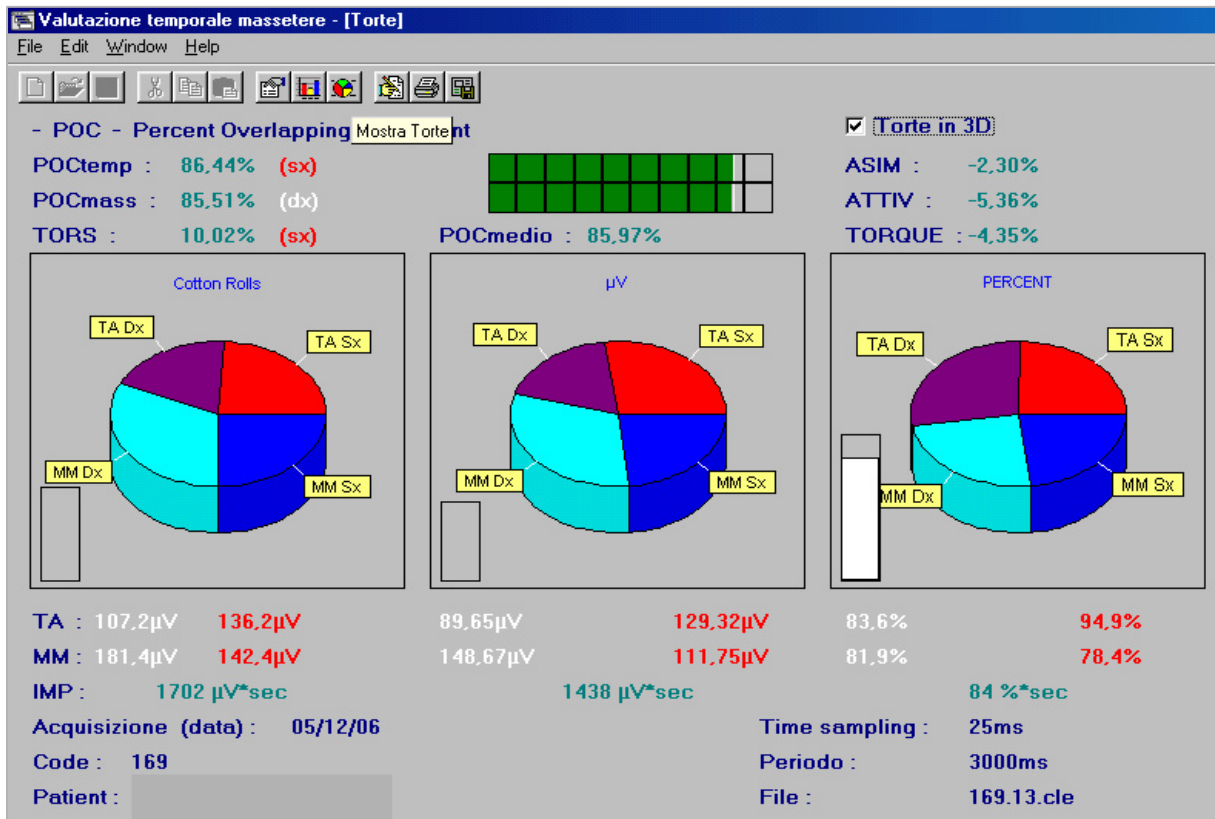 Valutazione temporale massetere - [Torte]
File Edit Window Help
- POC - Percent Overlapping Mostra Torte nt
Torte in 3D
POCtemp : 86,44% (sx)
ASIM : -2,30%
POCmass : 85,51% (dx)
ATTIV : -5,36%
TORS : 10,02% (sx)
POCmedio : 85,97%
TORQUE : -4,35%
Cotton Rolls
TA Dx
TA Sx
MM Dx
MM Sx
µV
TA Dx
TA Sx
MM Dx
MM Sx
PERCENT
TA Dx
TA Sx
MM Dx
MM Sx
TA : 107,2µV 136,2µV 89,65µV 129,32µV 83,6% 94,9%
MM : 181,4µV 142,4µV 148,67µV 111,75µV 81,9% 78,4%
IMP : 1702 µV*sec 1438 µV*sec 84 %*sec
Acquisizione (data) : 05/12/06
Time sampling : 25ms
Code : 169
Periodo : 3000ms
Patient :
File : 169.13.cle